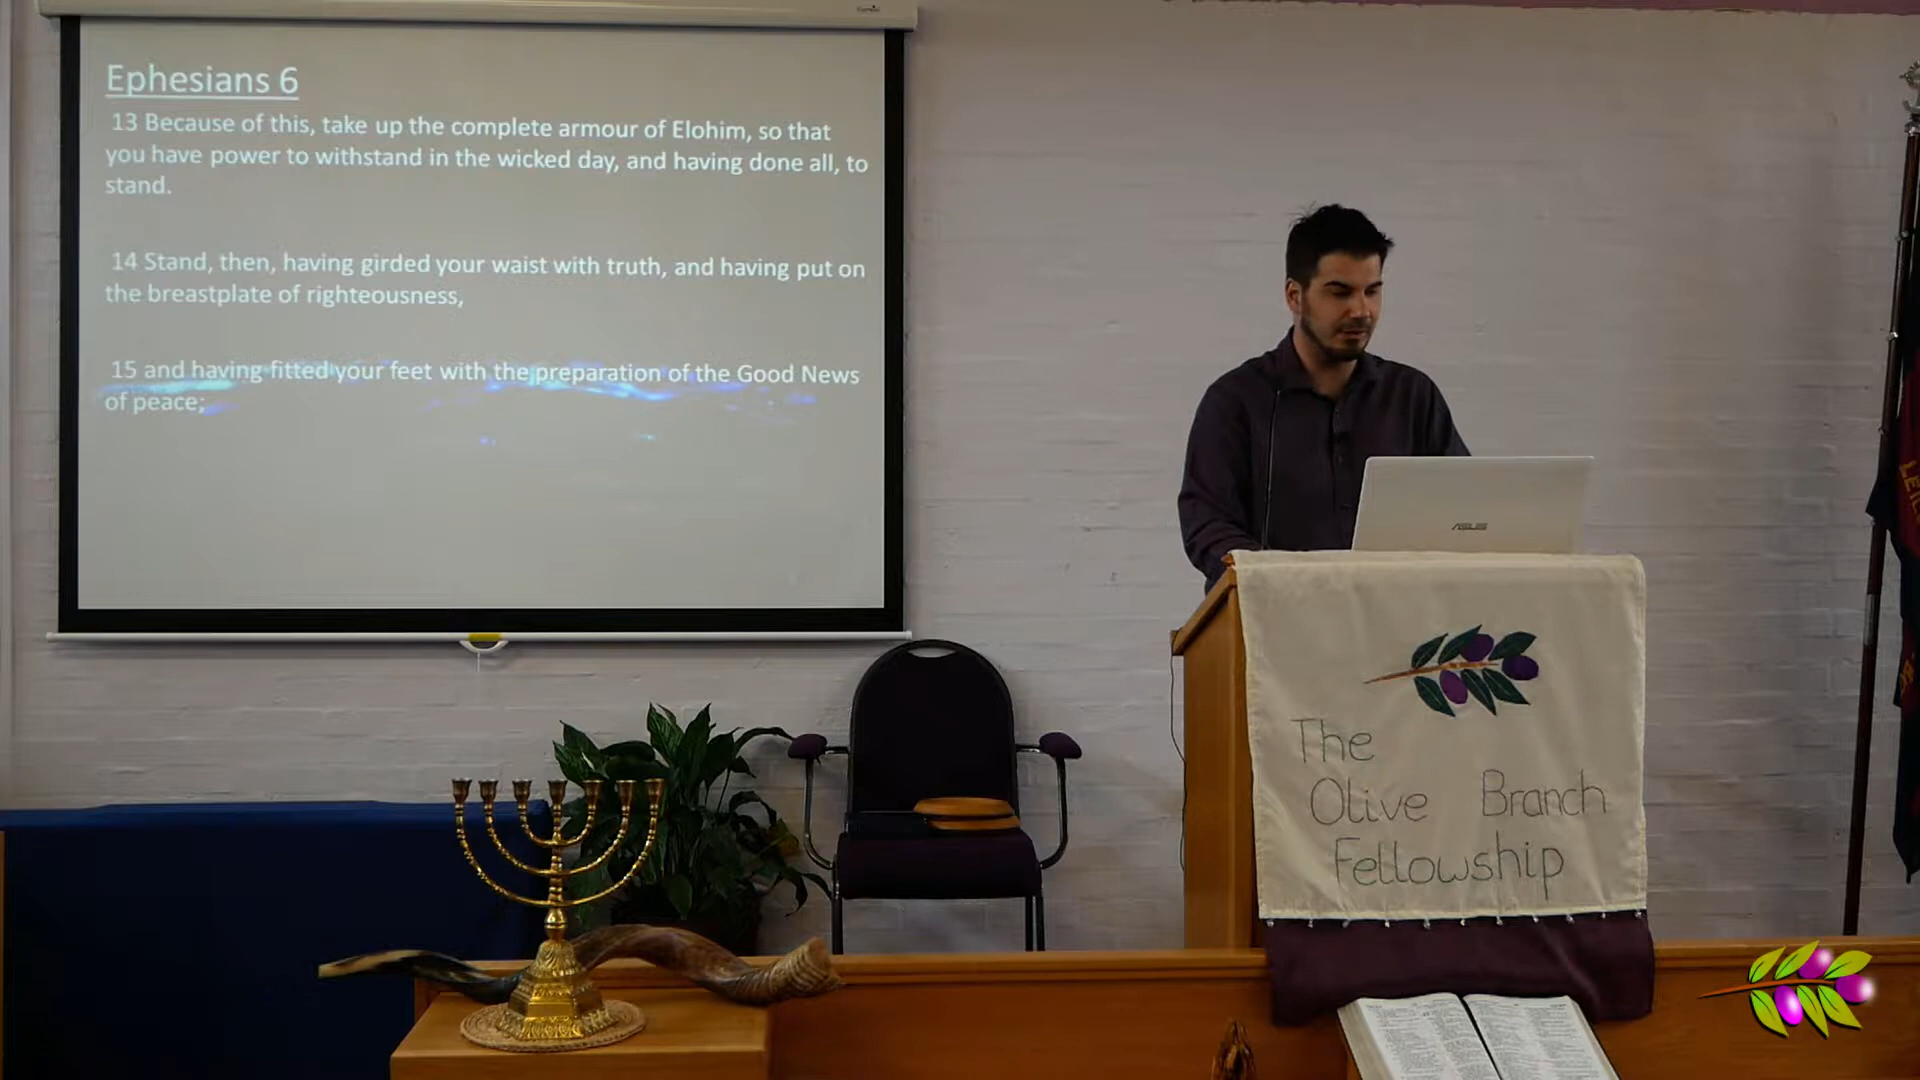 Ephesians 6
13 Because of this, take up the complete armour of Elohim, so that
you have power to withstand in the wicked day, and having done all, to
stand.
14 Stand, then, having girded your waist with truth, and having put on
the breastplate of righteousness,
15 and having fitted your feet with the preparation of the Good News
of peace;
ASUS
The
Olive Branch
Fellowship